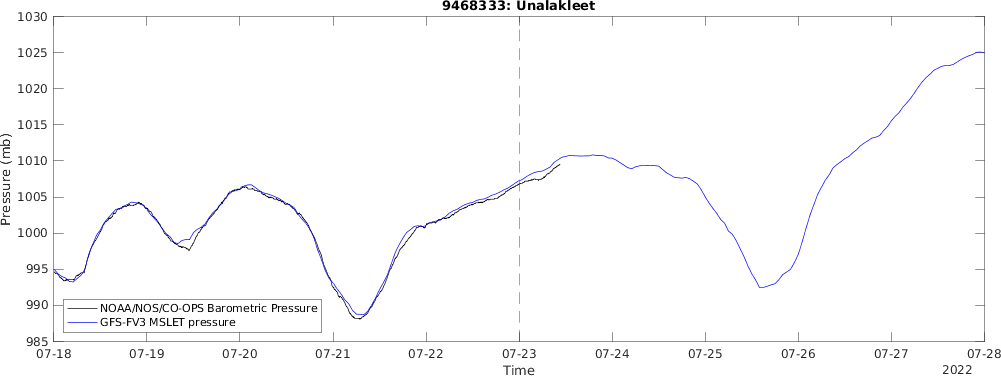 9468333: Unalakleet
Pressure (mb)
1030
1025
1020
1015
1010
1005
1000
995
990
985
NOAA/NOS/CO-OPS Barometric Pressure
GFS-FV3 MSLET pressure
07-18 07-19 07-20 07-21 07-22 07-23 07-24 07-25 07-26 07-27 07-28
Time
2022